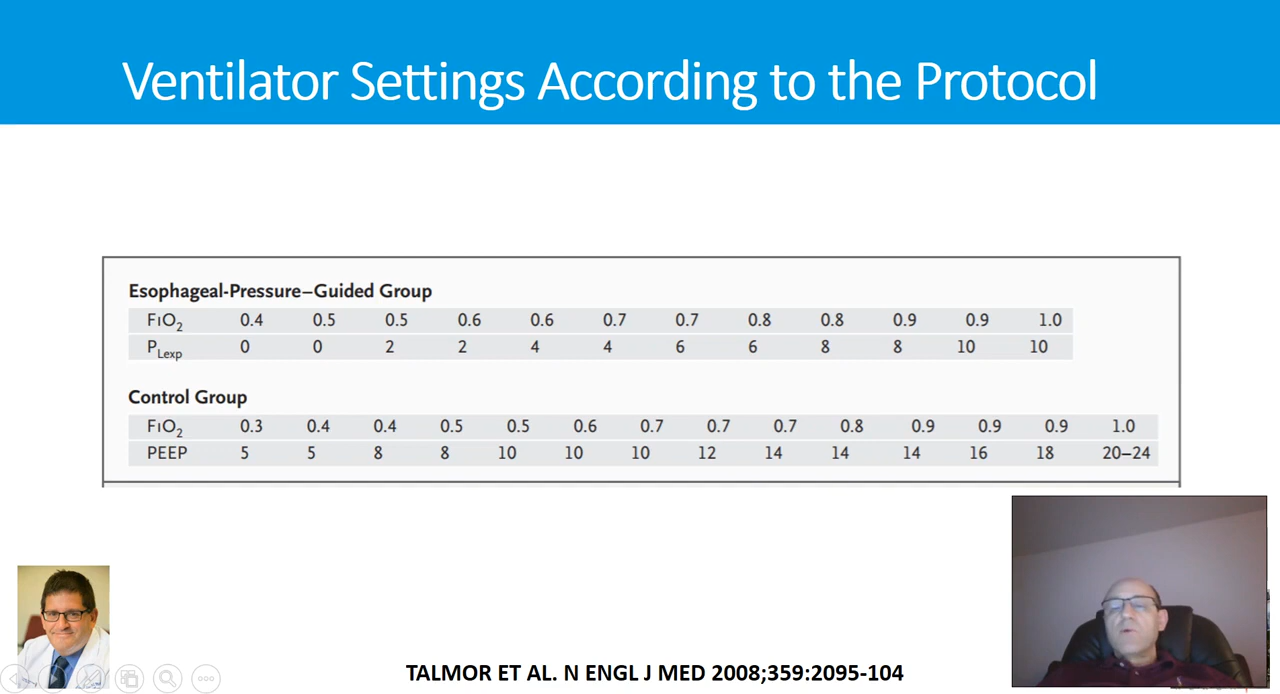 Ventilator Settings According to the Protocol
Esophageal-Pressure–Guided Group
FiO2 0.4 0.5 0.5 0.6 0.6 0.7 0.7 0.8 0.8 0.9 0.9 1.0
PLexp 0 0 2 2 4 4 6 6 8 8 10 10
Control Group
FiO2 0.3 0.4 0.4 0.5 0.5 0.6 0.7 0.7 0.7 0.8 0.9 0.9 0.9 1.0
PEEP 5 5 8 8 10 10 10 12 14 14 14 16 18 20–24
TALMOR ET AL. N ENGL J MED 2008;359:2095-104